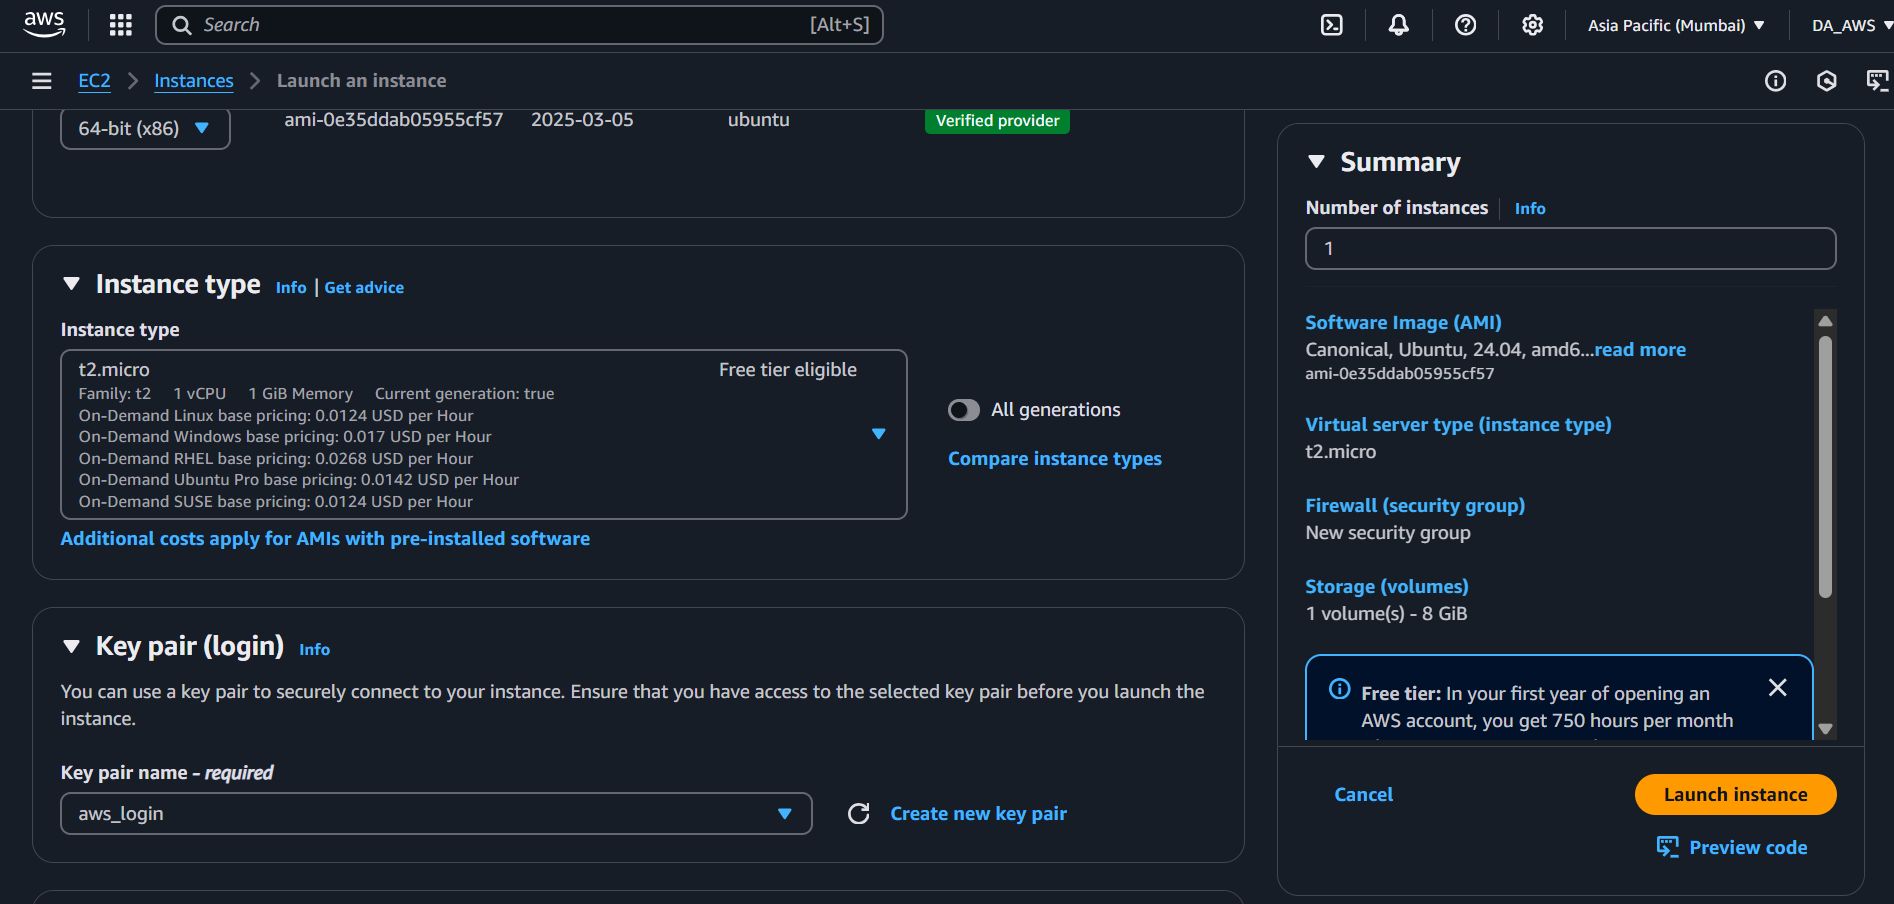 aws
Search [Alt+S]
Asia Pacific (Mumbai)
DA_AWS
EC2 Instances Launch an instance
64-bit (x86)
ami-0e35ddab05955cf57 2025-03-05 ubuntu Verified provider
Instance type Info | Get advice
Instance type
t2.micro Free tier eligible
Family: t2 1 vCPU 1 GiB Memory Current generation: true
On-Demand Linux base pricing: 0.0124 USD per Hour
On-Demand Windows base pricing: 0.017 USD per Hour
On-Demand RHEL base pricing: 0.0268 USD per Hour
On-Demand Ubuntu Pro base pricing: 0.0142 USD per Hour
On-Demand SUSE base pricing: 0.0124 USD per Hour
All generations
Compare instance types
Additional costs apply for AMIs with pre-installed software
Key pair (login) Info
You can use a key pair to securely connect to your instance. Ensure that you have access to the selected key pair before you launch the
instance.
Key pair name - required
aws_login
Create new key pair
Summary
Number of instances Info
1
Software Image (AMI)
Canonical, Ubuntu, 24.04, amd6...read more
ami-0e35ddab05955cf57
Virtual server type (instance type)
t2.micro
Firewall (security group)
New security group
Storage (volumes)
1 volume(s) - 8 GiB
Free tier: In your first year of opening an
AWS account, you get 750 hours per month
Cancel
Launch instance
Preview code